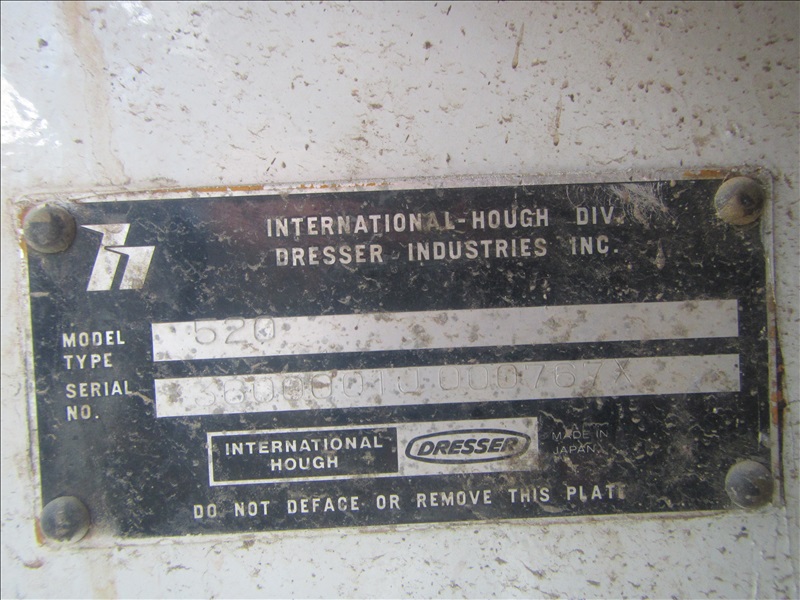 INTERNATIONAL-HOUGH DIV.
DRESSER INDUSTRIES INC.
MODEL TYPE 520
SERIAL NO.
INTERNATIONAL HOUGH
DRESSER
MADE IN JAPAN
DO NOT DEFACE OR REMOVE THIS PLATE